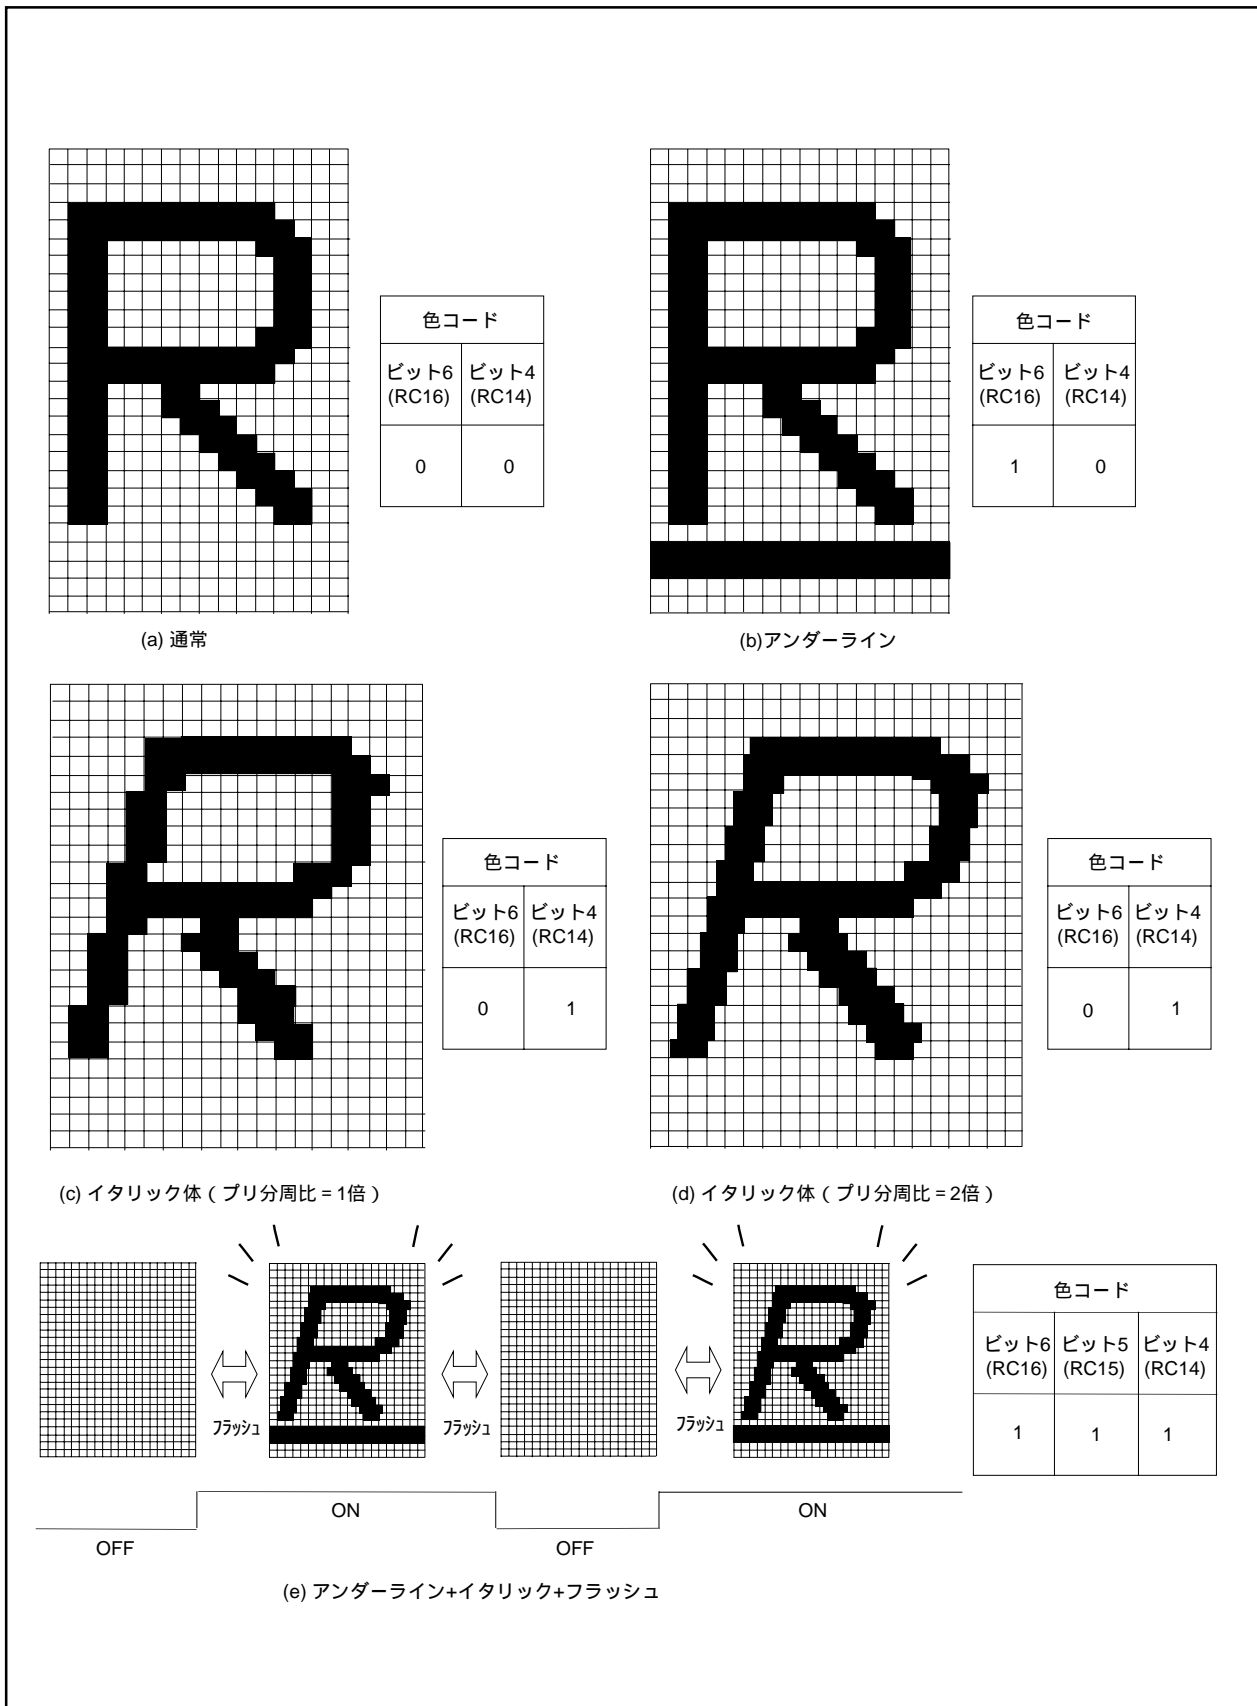 色コード
ビット6 ビット4
(RC16) (RC14)
0 0
色コード
ビット6 ビット4
(RC16) (RC14)
1 0
(a) 通常
(b)アンダーライン
色コード
ビット6 ビット4
(RC16) (RC14)
0 1
色コード
ビット6 ビット4
(RC16) (RC14)
0 1
(c) イタリック体 ( プリ分周比 = 1倍 )
(d) イタリック体 ( プリ分周比 = 2倍 )
フラッシュ
フラッシュ
フラッシュ
色コード
ビット6 ビット5 ビット4
(RC16) (RC15) (RC14)
1 1 1
ON
ON
OFF
OFF
(e) アンダーライン+イタリック+フラッシュ